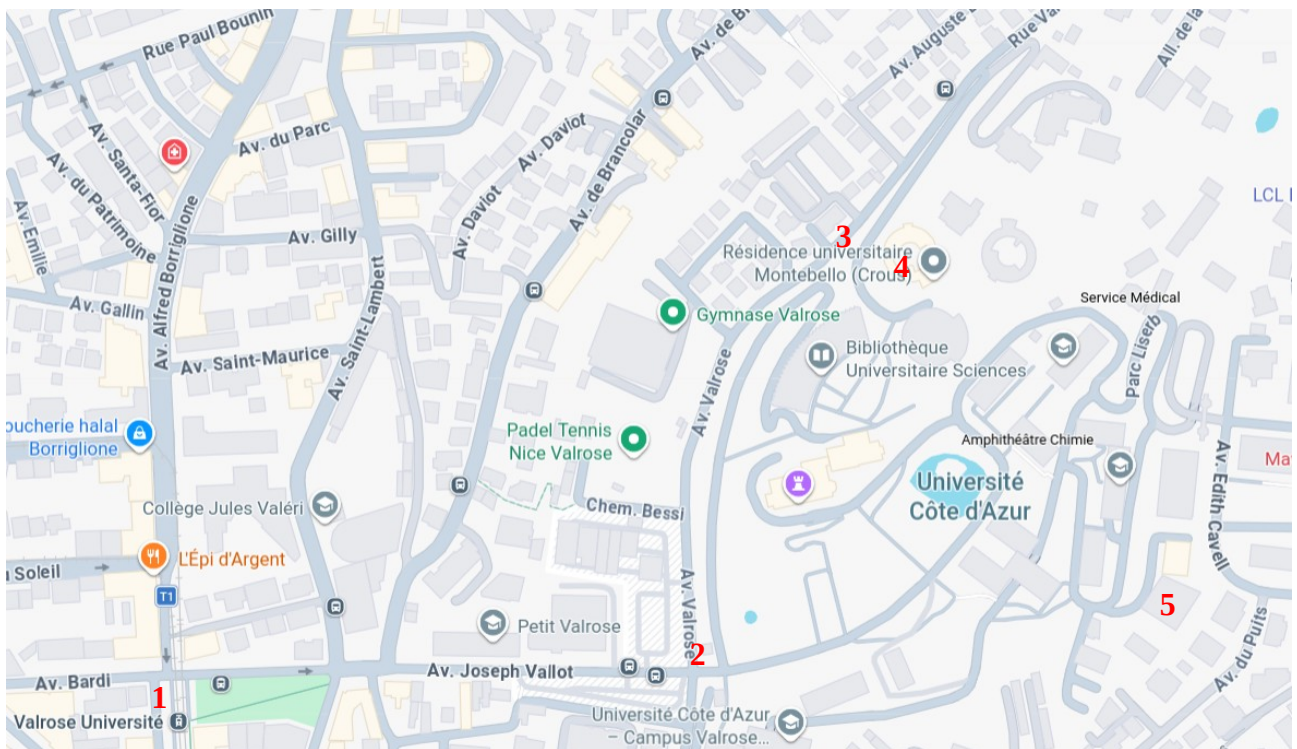 Rue Paul Bounin
Av. de B
Av. Auguste
Rue Va
All. de la
Av. du Parc
Av. Santa-Flor
Av. du Patrimoine
Av. Emilie
Av. Daviot
Av. Daviot
Av. de Brancolar
LCL
Av. Gilly
3
Résidence universitaire
Montebello (Crous)
4
Av. Alfred Borriglione
Av. Gallin
Av. Saint-Lambert
Service Médical
Gymnase Valrose
Av. Saint-Maurice
Bibliothèque
Universitaire Sciences
Parc Liserb
Av. Valrose
oucherie halal
Borriglione
Padel Tennis
Nice Valrose
Amphithéâtre Chimie
Ma
Av. Edith Cavell
Université
Côte d'Azur
Collège Jules Valéri
Chem. Bessi
L'Épi d'Argent
Soleil
T1
Av. Valrose
5
Petit Valrose
2
Av. du Puits
Av. Bardi
Av. Joseph Vallot
1
Valrose Université
Université Côte d'Azur
– Campus Valrose...